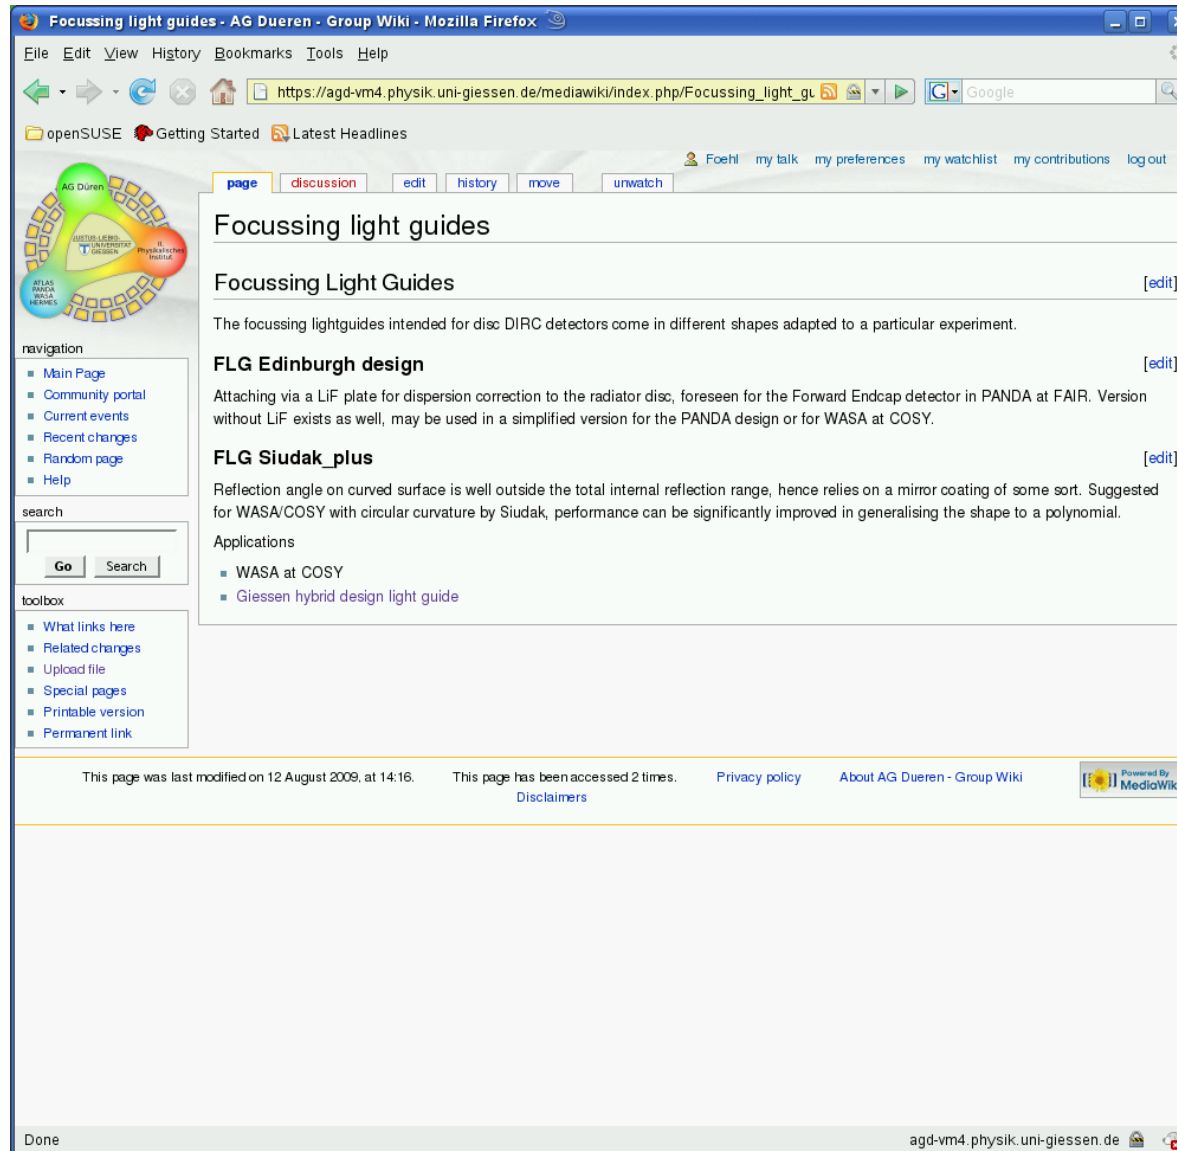 Focussing light guides - AG Dueren - Group Wiki - Mozilla Firefox
File Edit View History Bookmarks Tools Help
https://agd-vm4.physik.uni-giessen.de/mediawiki/index.php/Focussing_light_gu
G Google
openSUSE Getting Started Latest Headlines
Foehl my talk my preferences my watchlist my contributions log out
page discussion edit history move unwatch
AG Düren
JUSTUS-LIEBIG-
UNIVERSITÄT
GIESSEN
II.
Physikalisches
Institut
ATLAS
PANDA
WASA
HERMES
Focussing light guides
Focussing Light Guides [edit]
The focussing lightguides intended for disc DIRC detectors come in different shapes adapted to a particular experiment.
FLG Edinburgh design [edit]
Attaching via a LiF plate for dispersion correction to the radiator disc, foreseen for the Forward Endcap detector in PANDA at FAIR. Version
without LiF exists as well, may be used in a simplified version for the PANDA design or for WASA at COSY.
FLG Siudak_plus [edit]
Reflection angle on curved surface is well outside the total internal reflection range, hence relies on a mirror coating of some sort. Suggested
for WASA/COSY with circular curvature by Siudak, performance can be significantly improved in generalising the shape to a polynomial.
Applications
WASA at COSY
Giessen hybrid design light guide
navigation
Main Page
Community portal
Current events
Recent changes
Random page
Help
search
Go Search
toolbox
What links here
Related changes
Upload file
Special pages
Printable version
Permanent link
This page was last modified on 12 August 2009, at 14:16. This page has been accessed 2 times. Privacy policy About AG Dueren - Group Wiki
Disclaimers
Powered By
MediaWik
Done agd-vm4.physik.uni-giessen.de